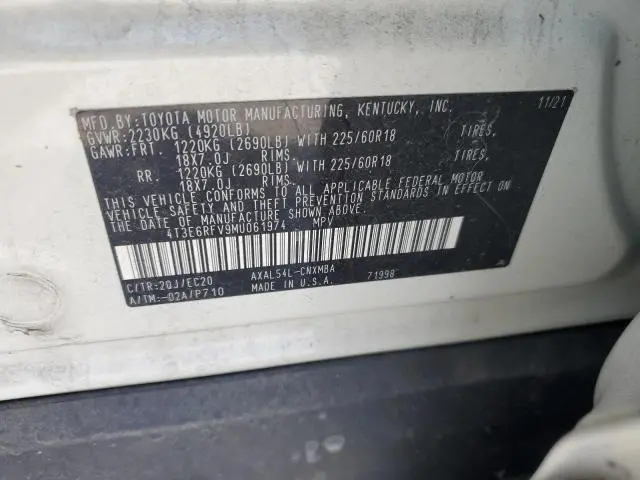 MFD.BY:TOYOTA MOTOR MANUFACTURING, KENTUCKY, INC. 11/21
GVWR:2230KG (4920LB)
GAWR:FRT 1220KG (2690LB) WITH 225/60R18 TIRES,
18X7.0J RIMS.
RR. 1220KG (2690LB) WITH 225/60R18 TIRES,
18X7.0J RIMS.
THIS VEHICLE CONFORMS TO ALL APPLICABLE FEDERAL MOTOR
VEHICLE SAFETY AND THEFT PREVENTION STANDARDS IN EFFECT ON
THE DATE OF MANUFACTURE SHOWN ABOVE.
4T3E6RFV9MU061974 MPV
C/TR:20J/EC20 AXAL54L-CNXMBA
A/TM:-02A/P710 MADE IN U.S.A. 71998